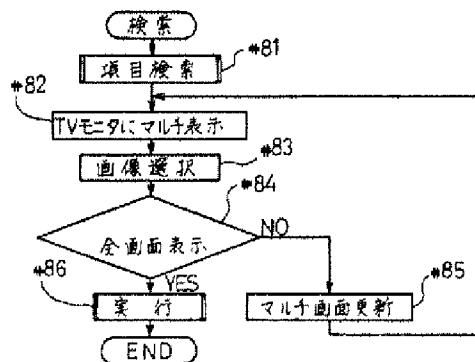 検索
#81
項目検索
#82
TVモニタにマルチ表示
#83
画像選択
#84
全画面表示
NO
YES
#86
実行
#85
マルチ画面更新
END